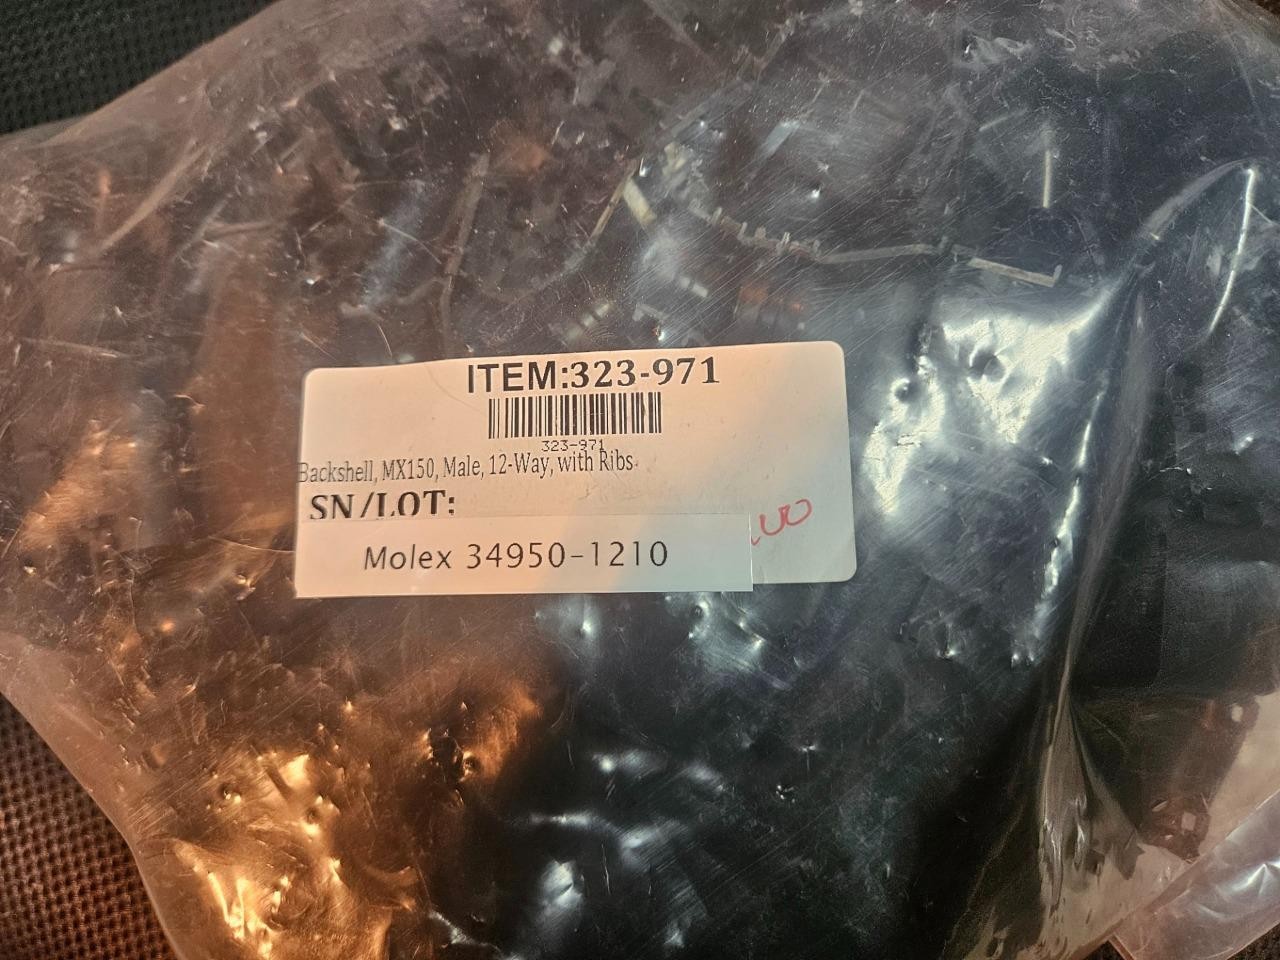 ITEM:323-971
323-971
Backshell, MX150, Male, 12-Way, with Ribs
SN/LOT:
Molex 34950-1210